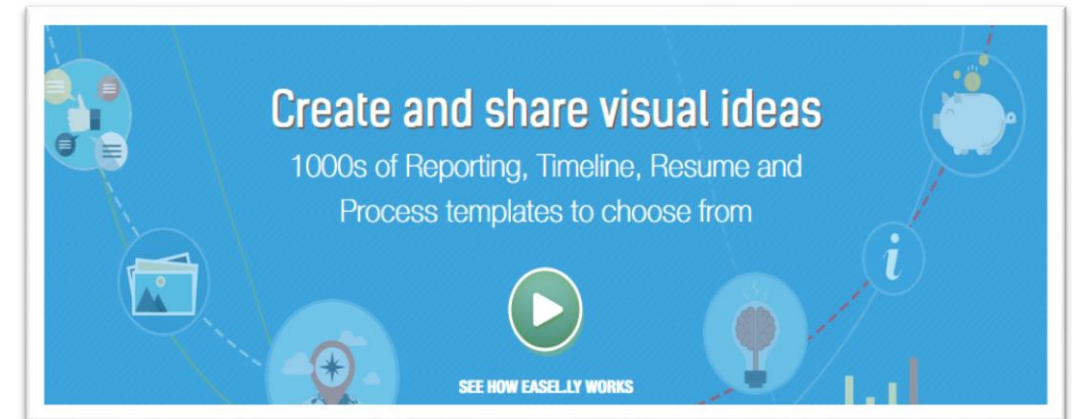 Create and share visual ideas
1000s of Reporting, Timeline, Resume and
Process templates to choose from
i
SEE HOW EASEL.LY WORKS